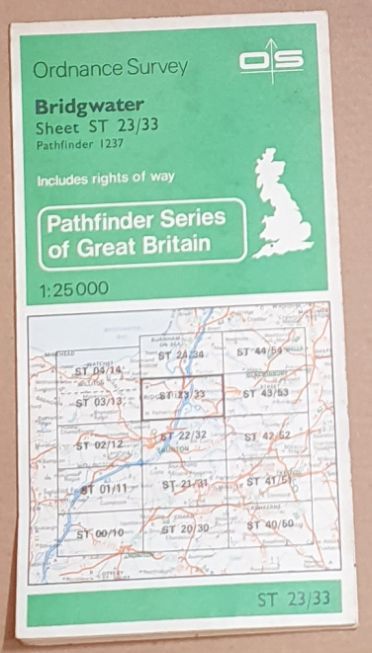 Ordnance Survey
OS
Bridgwater
Sheet ST 23/33
Pathfinder 1237
Includes rights of way
Pathfinder Series
of Great Britain
1:25 000
ST 24/34
ST 44/54
ST 04/14
ST 23/33
ST 43/53
ST 03/13
ST 22/32
ST 42/52
ST 02/12
TAUNTON
ST 01/11
ST 21/31
ST 41/51
ST 00/10
ST 20/30
ST 40/50
ST 23/33